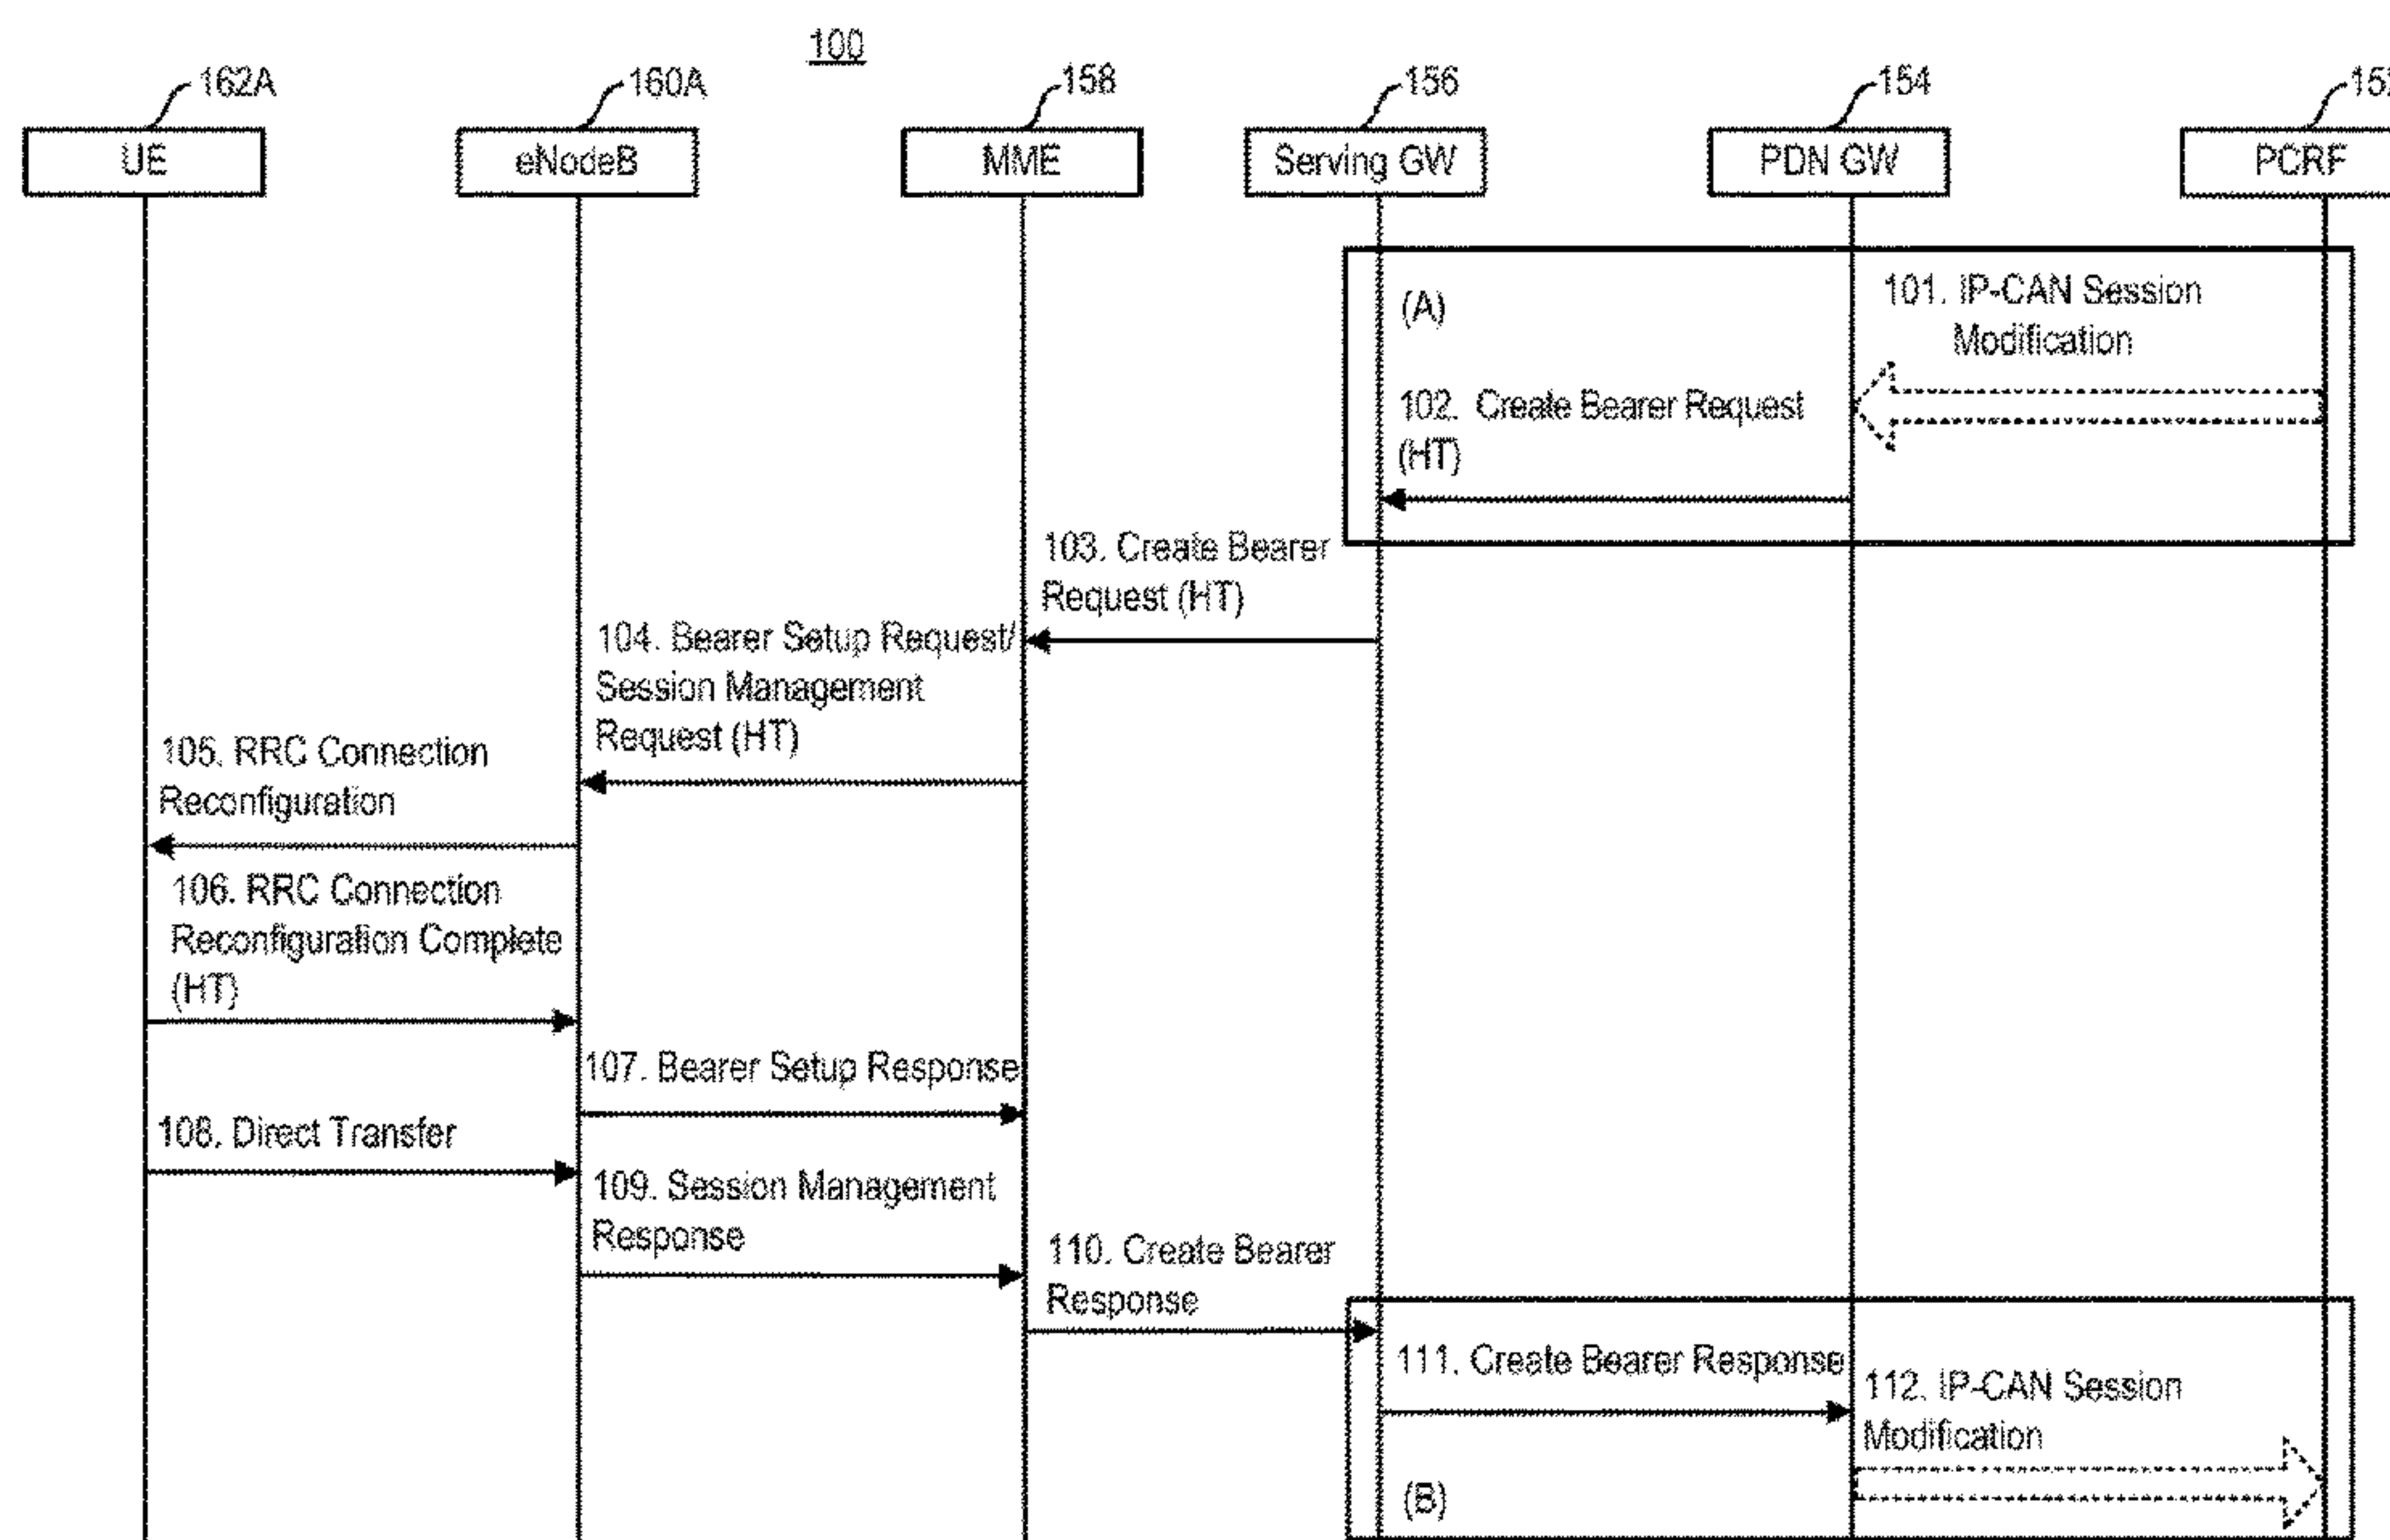 100
162A
160A
158
156
154
UE
eNodeB
MME
Serving GW
PDN GW
PCRF
(A)
101. IP-CAN Session
Modification
102. Create Bearer Request
(HT)
103. Create Bearer
Request (HT)
104. Bearer Setup Request/
Session Management
Request (HT)
105. RRC Connection
Reconfiguration
106. RRC Connection
Reconfiguration Complete
(HT)
107. Bearer Setup Response
108. Direct Transfer
109. Session Management
Response
110. Create Bearer
Response
111. Create Bearer Response
112. IP-CAN Session
Modification
(B)